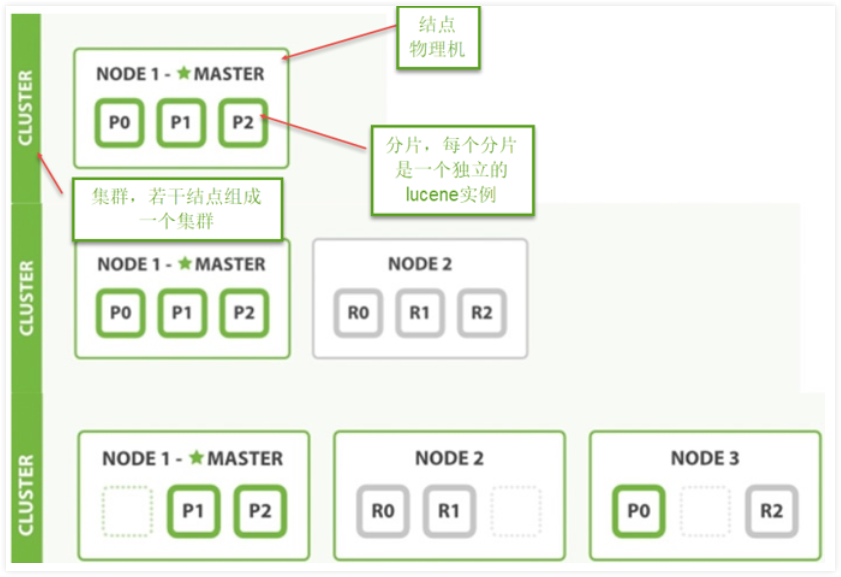 结点
物理机
CLUSTER
NODE 1 - ★ MASTER
P0 P1 P2
分片，每个分片
是一个独立的
lucene实例
集群，若干结点组成
一个集群
CLUSTER
NODE 1 - ★ MASTER
P0 P1 P2
NODE 2
R0 R1 R2
CLUSTER
NODE 1 - ★ MASTER
P1 P2
NODE 2
R0 R1
NODE 3
P0 R2